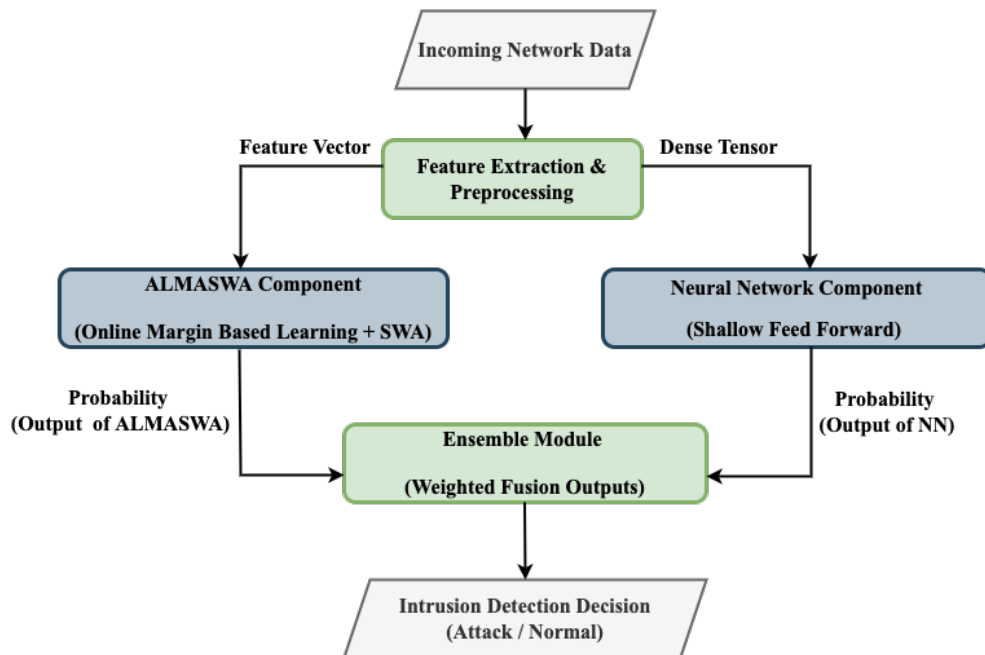 Incoming Network Data
Feature Vector
Dense Tensor
Feature Extraction &
Preprocessing
ALMASWA Component
(Online Margin Based Learning + SWA)
Neural Network Component
(Shallow Feed Forward)
Probability
(Output of ALMASWA)
Probability
(Output of NN)
Ensemble Module
(Weighted Fusion Outputs)
Intrusion Detection Decision
(Attack / Normal)